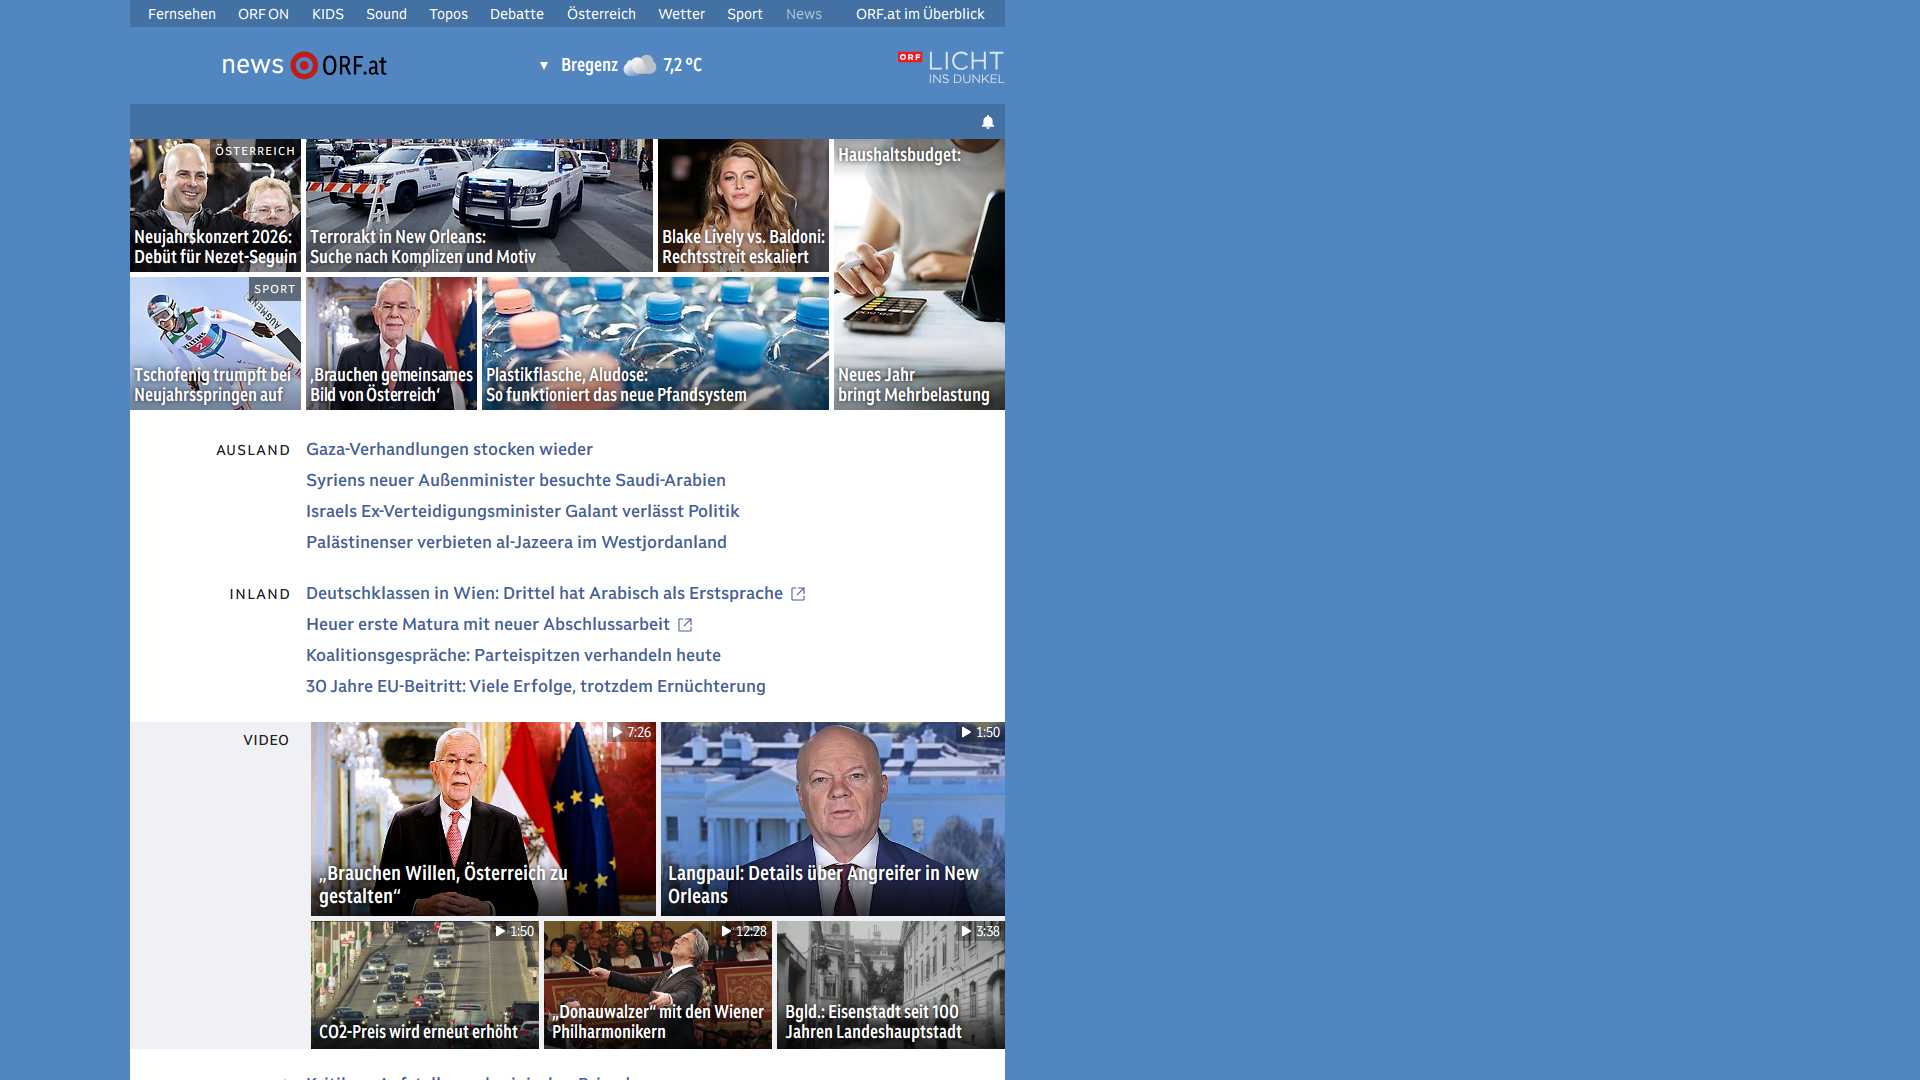 Fernsehen ORF ON KIDS Sound Topos Debatte Österreich Wetter Sport News ORF.at im Überblick
news ORF.at
Bregenz 7,2 °C
ORF LICHT
INS DUNKEL
ÖSTERREICH
Neujahrskonzert 2026:
Debüt für Nezet-Seguin
Terrorakt in New Orleans:
Suche nach Komplizen und Motiv
Blake Lively vs. Baldoni:
Rechtsstreit eskaliert
Haushaltsbudget:
Neues Jahr
bringt Mehrbelastung
SPORT
Tschofenig trumpft bei
Neujahrsspringen auf
‚Brauchen gemeinsames
Bild von Österreich‘
Plastikflasche, Aludose:
So funktioniert das neue Pfandsystem
AUSLAND
Gaza-Verhandlungen stocken wieder
Syriens neuer Außenminister besuchte Saudi-Arabien
Israels Ex-Verteidigungsminister Galant verlässt Politik
Palästinenser verbieten al-Jazeera im Westjordanland
INLAND
Deutschklassen in Wien: Drittel hat Arabisch als Erstsprache
Heuer erste Matura mit neuer Abschlussarbeit
Koalitionsgespräche: Parteispitzen verhandeln heute
30 Jahre EU-Beitritt: Viele Erfolge, trotzdem Ernüchterung
VIDEO
7:26
„Brauchen Willen, Österreich zu
gestalten“
1:50
Langpaul: Details über Angreifer in New
Orleans
1:50
CO2-Preis wird erneut erhöht
12:28
„Donauwalzer“ mit den Wiener
Philharmonikern
3:38
Bgld.: Eisenstadt seit 100
Jahren Landeshauptstadt